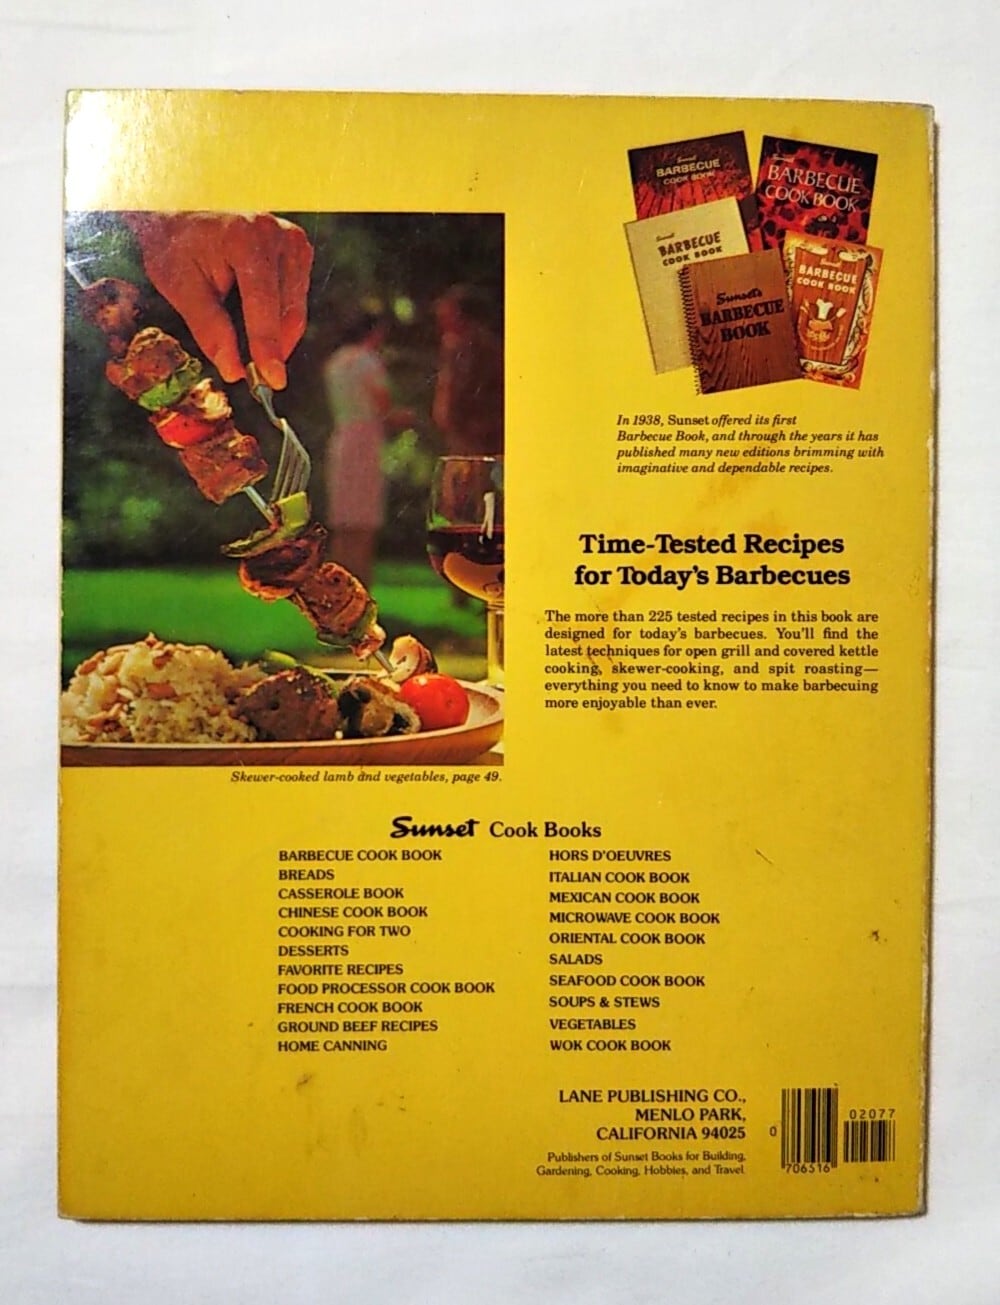 Sunset
BARBECUE
COOK BOOK
Sunset
BARBECUE
COOK BOOK
Sunset
BARBECUE
COOK BOOK
Sunset's
BARBECUE
BOOK
Sunset
BARBECUE
COOK BOOK
In 1938, Sunset offered its first
Barbecue Book, and through the years it has
published many new editions brimming with
imaginative and dependable recipes.
Time-Tested Recipes
for Today's Barbecues
The more than 225 tested recipes in this book are
designed for today's barbecues. You'll find the
latest techniques for open grill and covered kettle
cooking, skewer-cooking, and spit roasting—
everything you need to know to make barbecuing
more enjoyable than ever.
Skewer-cooked lamb and vegetables, page 49.
Sunset Cook Books
BARBECUE COOK BOOK
BREADS
CASSEROLE BOOK
CHINESE COOK BOOK
COOKING FOR TWO
DESSERTS
FAVORITE RECIPES
FOOD PROCESSOR COOK BOOK
FRENCH COOK BOOK
GROUND BEEF RECIPES
HOME CANNING
HORS D'OEUVRES
ITALIAN COOK BOOK
MEXICAN COOK BOOK
MICROWAVE COOK BOOK
ORIENTAL COOK BOOK
SALADS
SEAFOOD COOK BOOK
SOUPS & STEWS
VEGETABLES
WOK COOK BOOK
LANE PUBLISHING CO.,
MENLO PARK,
CALIFORNIA 94025
Publishers of Sunset Books for Building,
Gardening, Cooking, Hobbies, and Travel.
02077
0
706516